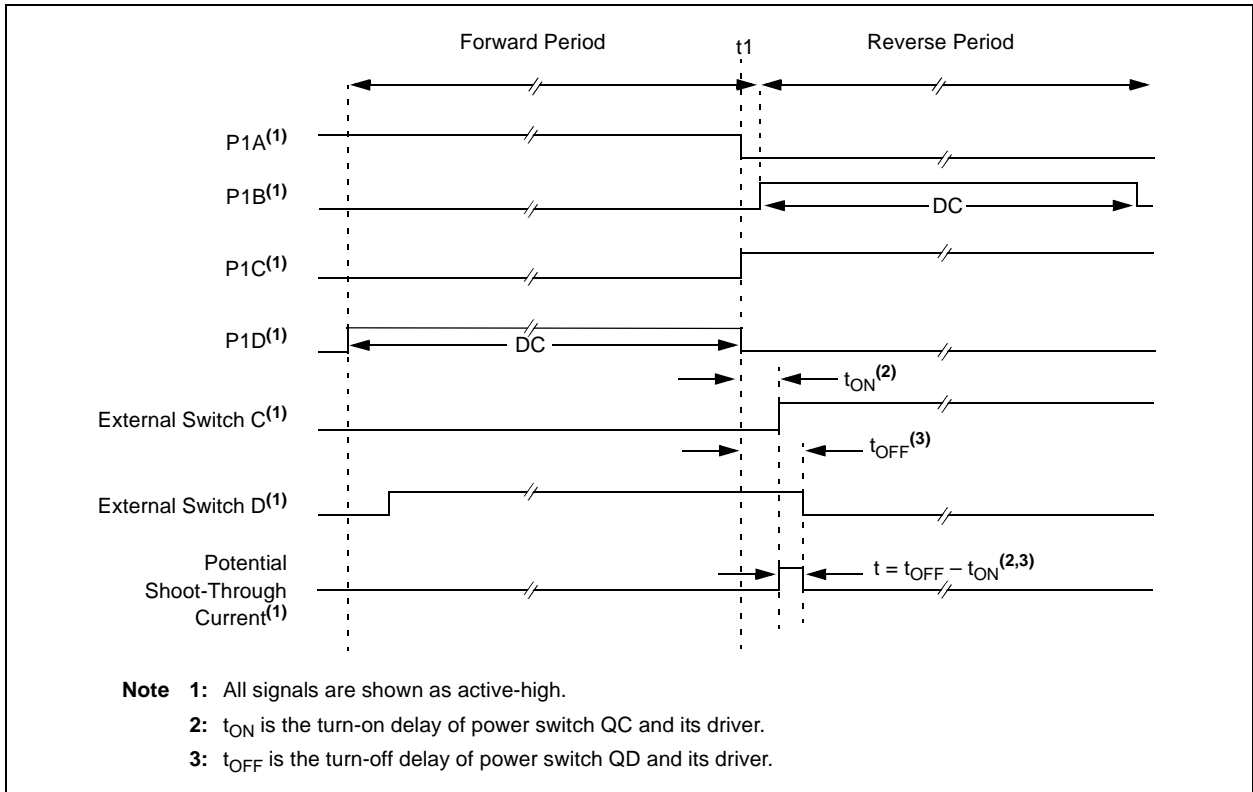 Forward Period
t1
Reverse Period
P1A(1)
P1B(1)
DC
P1C(1)
P1D(1)
DC
tON(2)
External Switch C(1)
tOFF(3)
External Switch D(1)
Potential
Shoot-Through
Current(1)
t = tOFF – tON(2,3)
Note 1: All signals are shown as active-high.
2: tON is the turn-on delay of power switch QC and its driver.
3: tOFF is the turn-off delay of power switch QD and its driver.